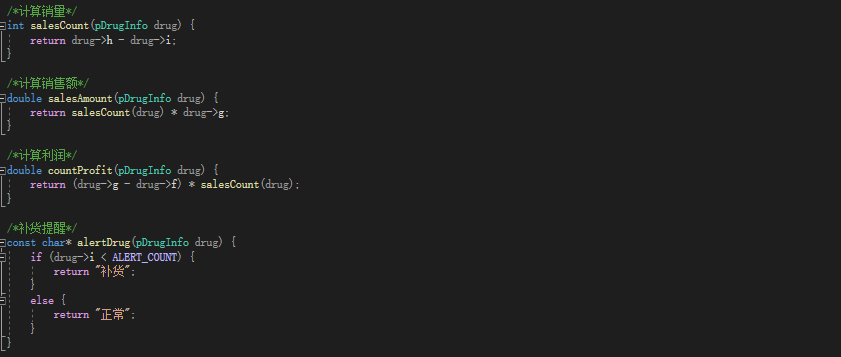 /*计算销量*/
int salesCount(pDrugInfo drug) {
return drug->h - drug->i;
}
/*计算销售额*/
double salesAmount(pDrugInfo drug) {
return salesCount(drug) * drug->g;
}
/*计算利润*/
double countProfit(pDrugInfo drug) {
return (drug->g - drug->f) * salesCount(drug);
}
/*补货提醒*/
const char* alertDrug(pDrugInfo drug) {
if (drug->i < ALERT_COUNT) {
return "补货";
}
else {
return "正常";
}
}